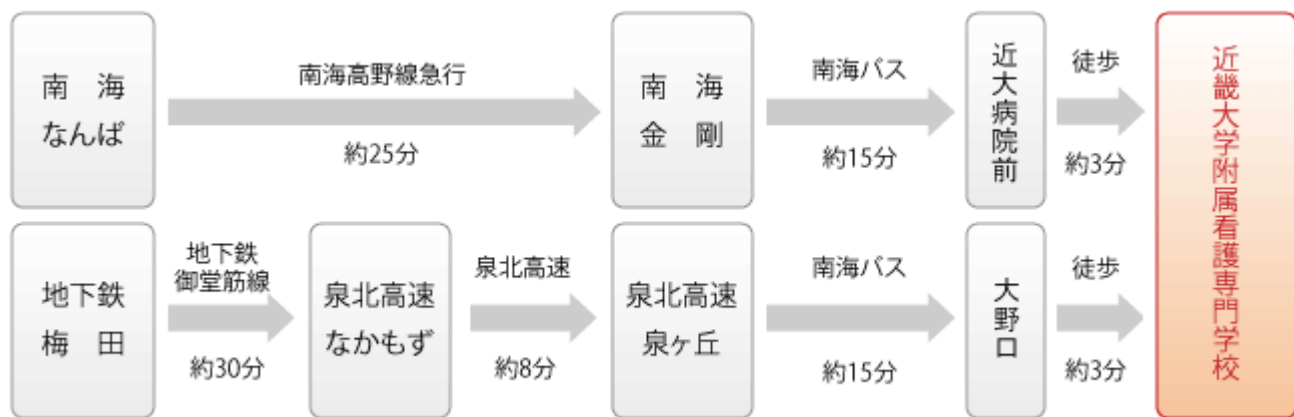 南　海
なんば
南海高野線急行
約25分
南　海
金　剛
南海バス
約15分
近大病院前
徒歩
約3分
近畿大学附属看護専門学校
地下鉄
梅　田
地下鉄
御堂筋線
約30分
泉北高速
なかもず
泉北高速
約8分
泉北高速
泉ヶ丘
南海バス
約15分
大野口
徒歩
約3分